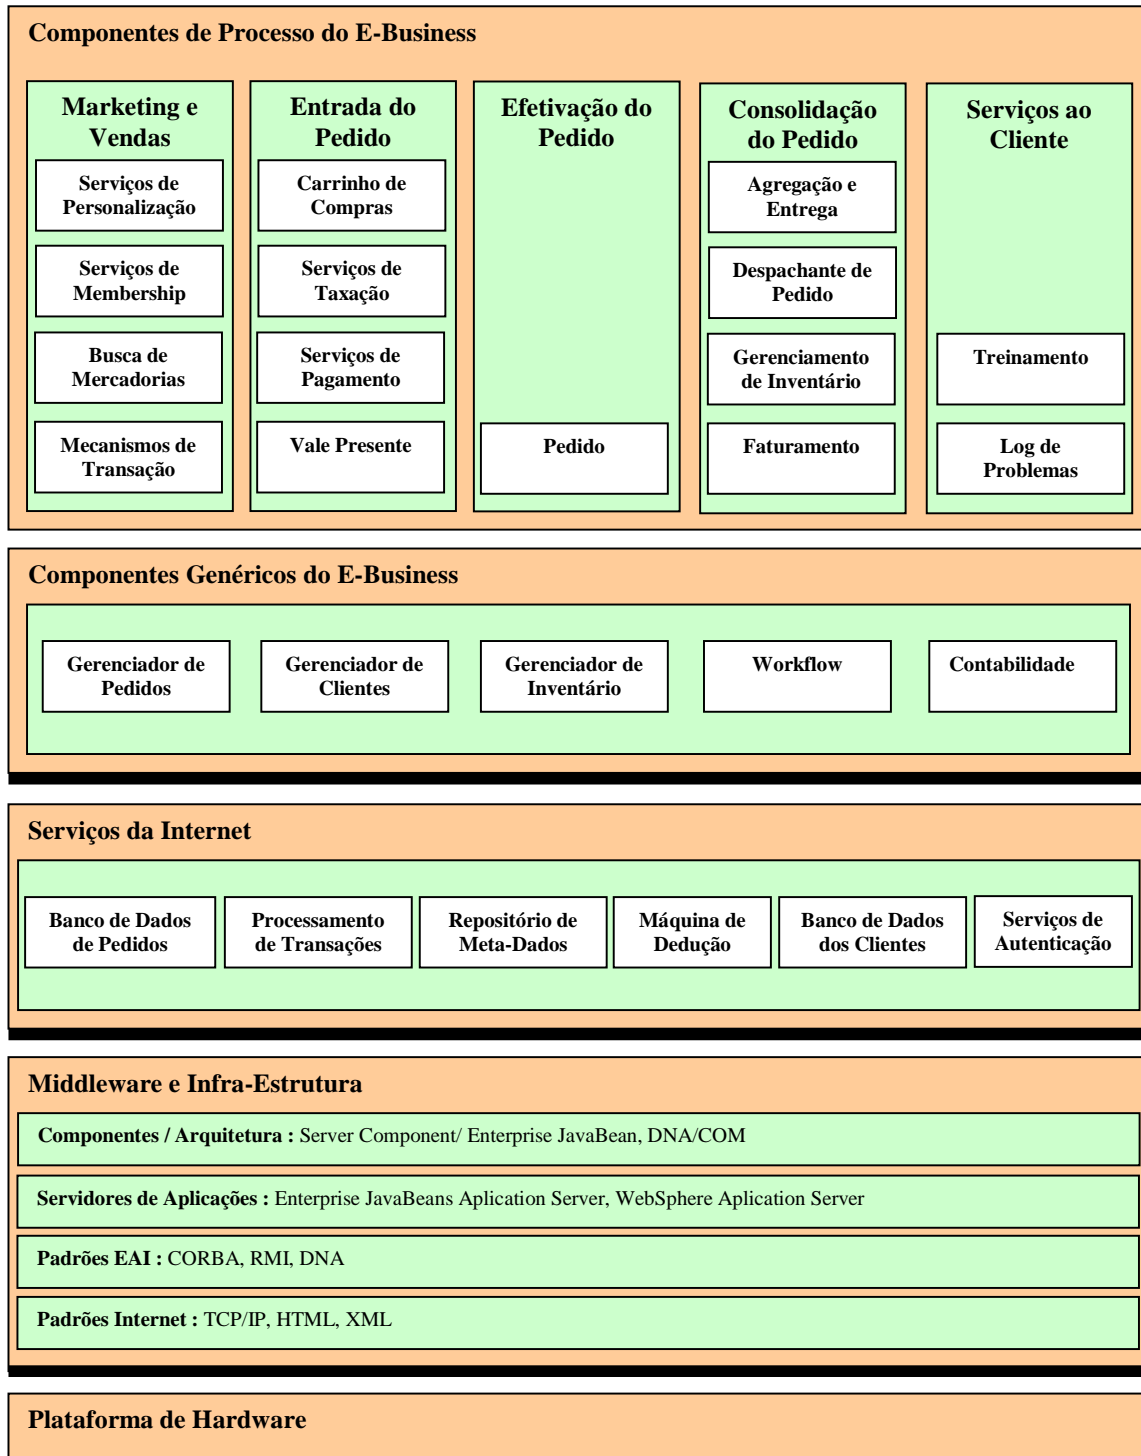 Componentes de Processo do E-Business
Marketing e
Vendas
Serviços de
Personalização
Serviços de
Membership
Busca de
Mercadorias
Mecanismos de
Transação
Entrada do
Pedido
Carrinho de
Compras
Serviços de
Taxação
Serviços de
Pagamento
Vale Presente
Efetivação do
Pedido
Pedido
Consolidação
do Pedido
Agregação e
Entrega
Despachante de
Pedido
Gerenciamento
de Inventário
Faturamento
Serviços ao
Cliente
Treinamento
Log de
Problemas
Componentes Genéricos do E-Business
Gerenciador de
Pedidos
Gerenciador de
Clientes
Gerenciador de
Inventário
Workflow
Contabilidade
Serviços da Internet
Banco de Dados
de Pedidos
Processamento
de Transações
Repositório de
Meta-Dados
Máquina de
Dedução
Banco de Dados
dos Clientes
Serviços de
Autenticação
Middleware e Infra-Estrutura
Componentes / Arquitetura : Server Component/ Enterprise JavaBean, DNA/COM
Servidores de Aplicações : Enterprise JavaBeans Aplication Server, WebSphere Aplication Server
Padrões EAI : CORBA, RMI, DNA
Padrões Internet : TCP/IP, HTML, XML
Plataforma de Hardware